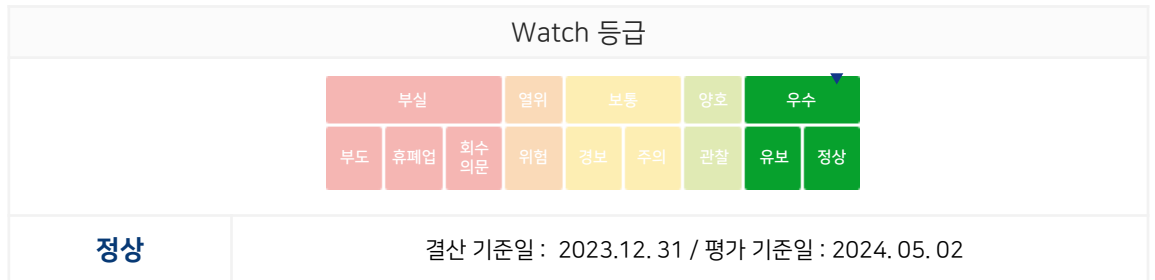 Watch 등급
부실 열위 보통 양호 우수
부도 휴폐업 회수 위험 경보 주의 관찰 유보 정상
의문
정상 결산 기준일 : 2023.12. 31 / 평가 기준일 : 2024. 05. 02